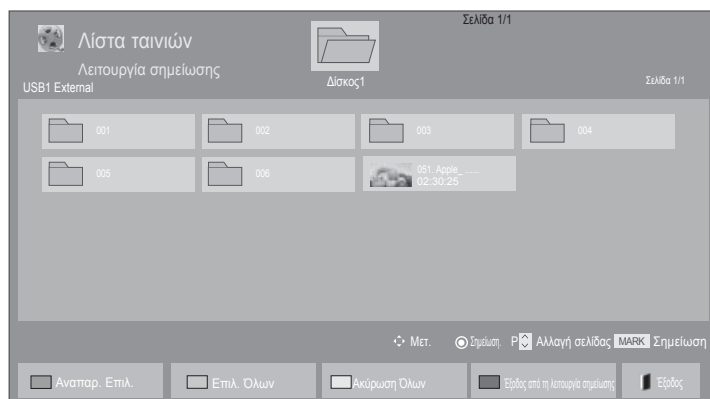 Σελίδα 1/1
Λίστα ταινιών
Λειτουργία σημείωσης
USB1 External
Δίσκος1
Σελίδα 1/1
001
002
003
004
005
006
051. Apple_ ......
02:30:25
Μετ.
Σημείωση.
P
Αλλαγή σελίδας
MARK Σημείωση
Αναπαρ. Επιλ.
Επιλ. Όλων
Ακύρωση Όλων
Έξοδος από τη λειτουργία σημείωσης
Έξοδος